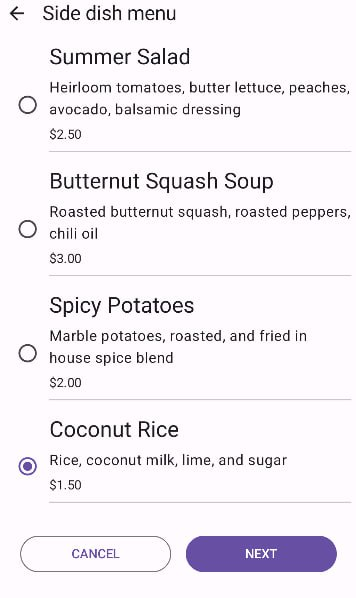 Side dish menu
Summer Salad
Heirloom tomatoes, butter lettuce, peaches,
avocado, balsamic dressing
$2.50
Butternut Squash Soup
Roasted butternut squash, roasted peppers,
chili oil
$3.00
Spicy Potatoes
Marble potatoes, roasted, and fried in
house spice blend
$2.00
Coconut Rice
Rice, coconut milk, lime, and sugar
$1.50
CANCEL NEXT